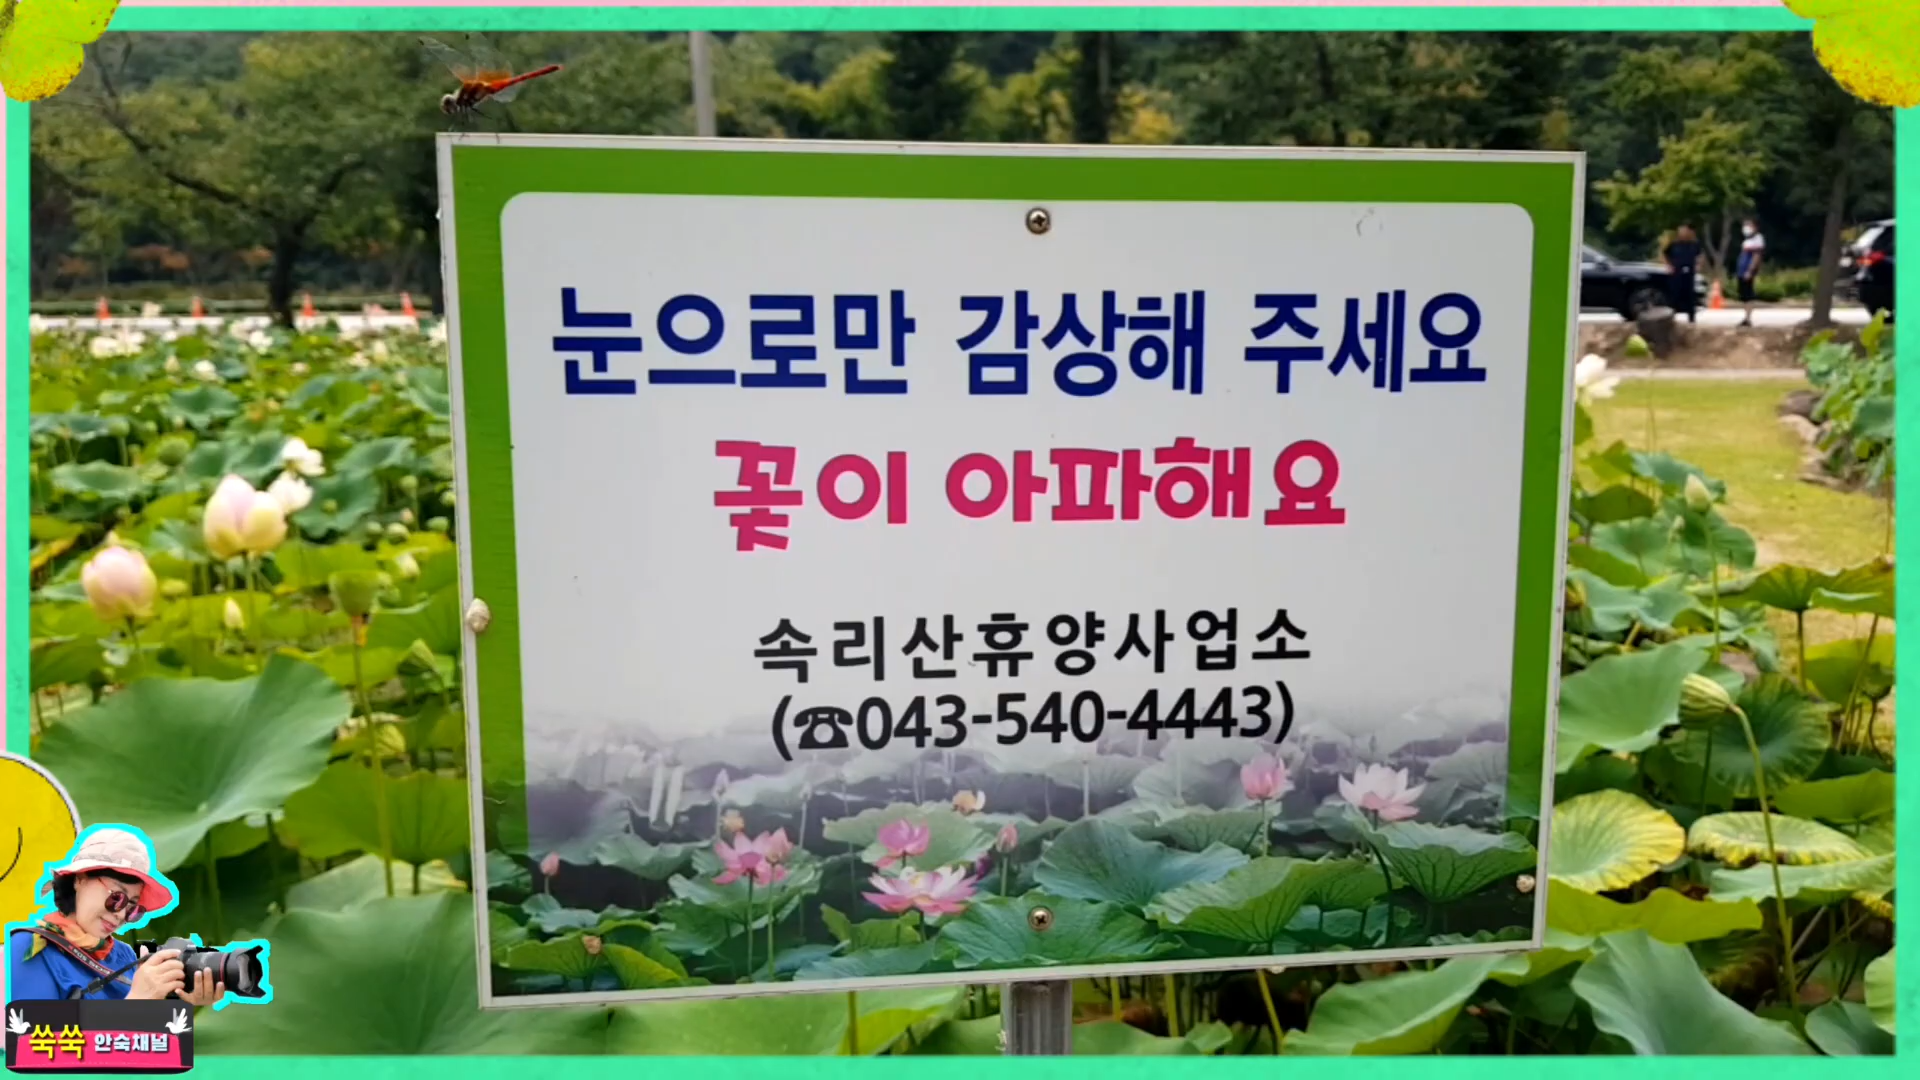 눈으로만 감상해 주세요
꽃이 아파해요
속리산휴양사업소
(☎043-540-4443)
쑥쑥 안숙채널